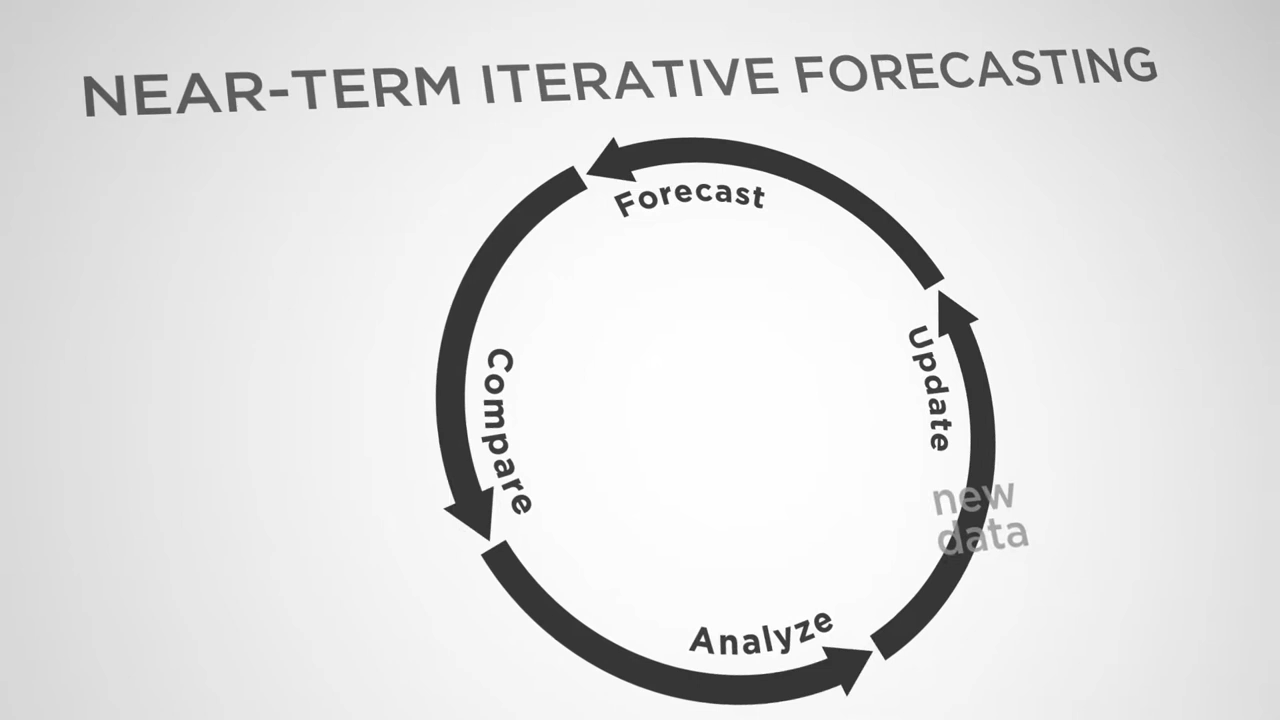 NEAR-TERM ITERATIVE FORECASTING
Forecast
Update
Compare
new
data
Analyze